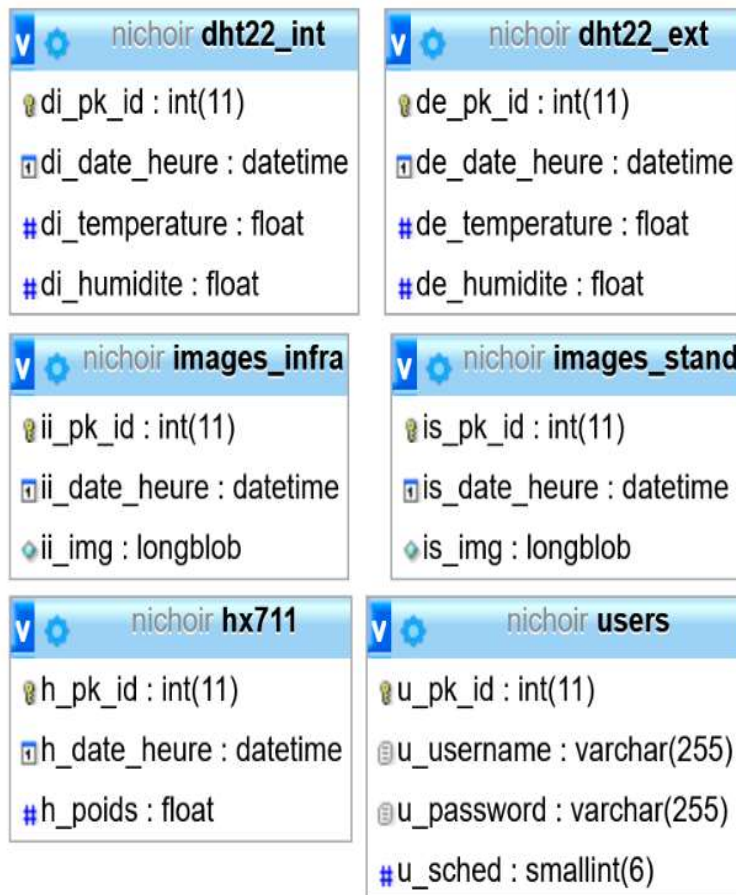 nichoir dht22_int
di_pk_id : int(11)
di_date_heure : datetime
di_temperature : float
di_humidite : float
nichoir dht22_ext
de_pk_id : int(11)
de_date_heure : datetime
de_temperature : float
de_humidite : float
nichoir images_infra
ii_pk_id : int(11)
ii_date_heure : datetime
ii_img : longblob
nichoir images_stand
is_pk_id : int(11)
is_date_heure : datetime
is_img : longblob
nichoir hx711
h_pk_id : int(11)
h_date_heure : datetime
h_poids : float
nichoir users
u_pk_id : int(11)
u_username : varchar(255)
u_password : varchar(255)
u_sched : smallint(6)